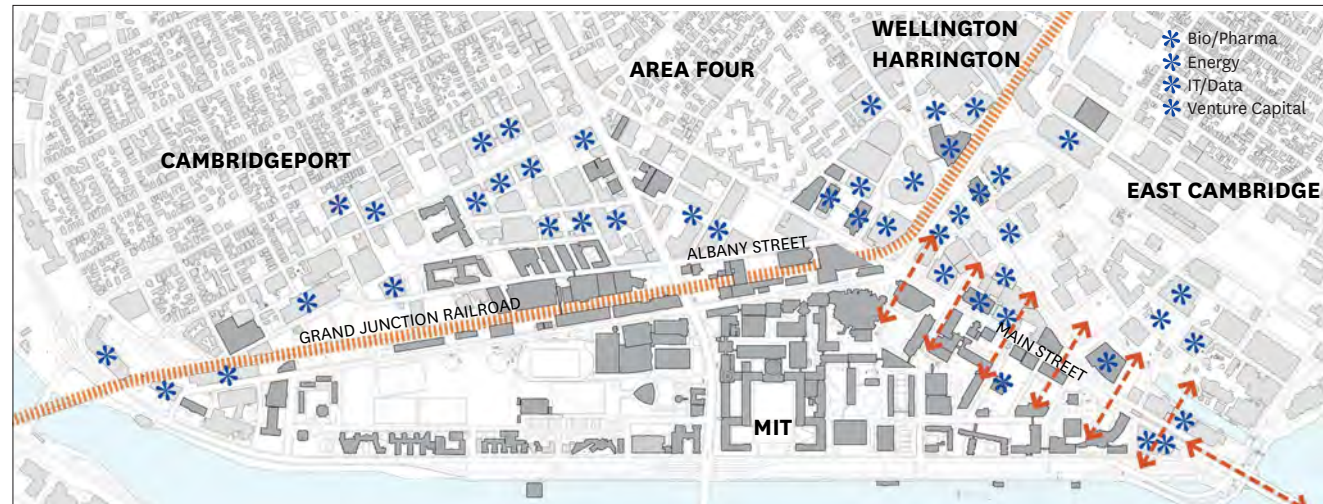 WELLINGTON
HARRINGTON
Bio/Pharma
Energy
IT/Data
Venture Capital
AREA FOUR
CAMBRIDGEPORT
EAST CAMBRIDGE
ALBANY STREET
GRAND JUNCTION RAILROAD
MAIN STREET
MIT